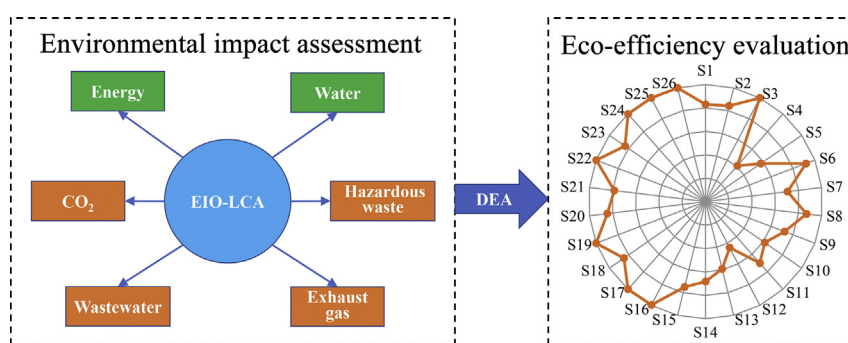 Environmental impact assessment
Energy
Water
CO₂
EIO-LCA
Hazardous
waste
Wastewater
Exhaust
gas
DEA
Eco-efficiency evaluation
S1
S2
S3
S4
S5
S6
S7
S8
S9
S10
S11
S12
S13
S14
S15
S16
S17
S18
S19
S20
S21
S22
S23
S24
S25
S26